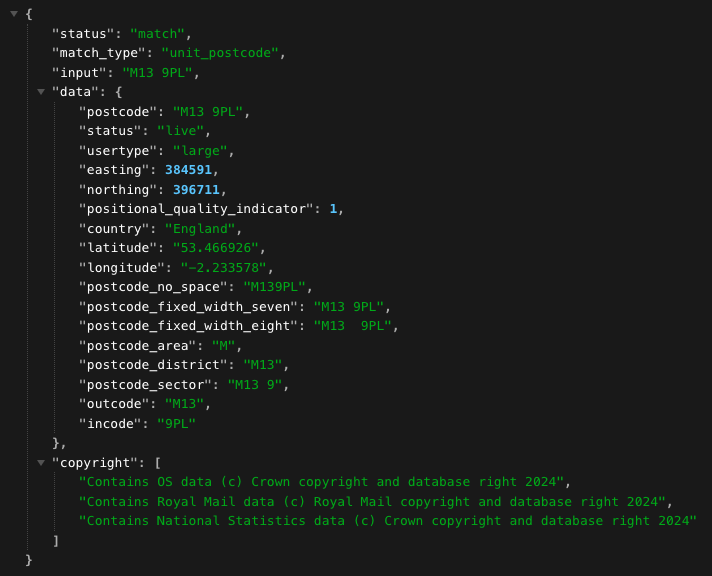 {
"status": "match",
"match_type": "unit_postcode",
"input": "M13 9PL",
"data": {
"postcode": "M13 9PL",
"status": "live",
"usertype": "large",
"easting": 384591,
"northing": 396711,
"positional_quality_indicator": 1,
"country": "England",
"latitude": "53.466926",
"longitude": "-2.233578",
"postcode_no_space": "M139PL",
"postcode_fixed_width_seven": "M13 9PL",
"postcode_fixed_width_eight": "M13  9PL",
"postcode_area": "M",
"postcode_district": "M13",
"postcode_sector": "M13 9",
"outcode": "M13",
"incode": "9PL"
},
"copyright": [
"Contains OS data (c) Crown copyright and database right 2024",
"Contains Royal Mail data (c) Royal Mail copyright and database right 2024",
"Contains National Statistics data (c) Crown copyright and database right 2024"
]
}